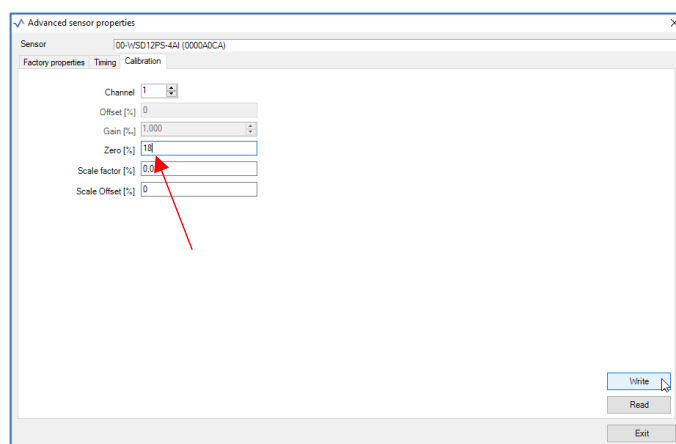 Advanced sensor properties
Sensor 00-WSD12PS-4AI (0000A0CA)
Factory properties Timing Calibration
Channel 1
Offset [%] 0
Gain [‰] 1,000
Zero [%] 18
Scale factor [%] 0,0
Scale Offset [%] 0
Write
Read
Exit